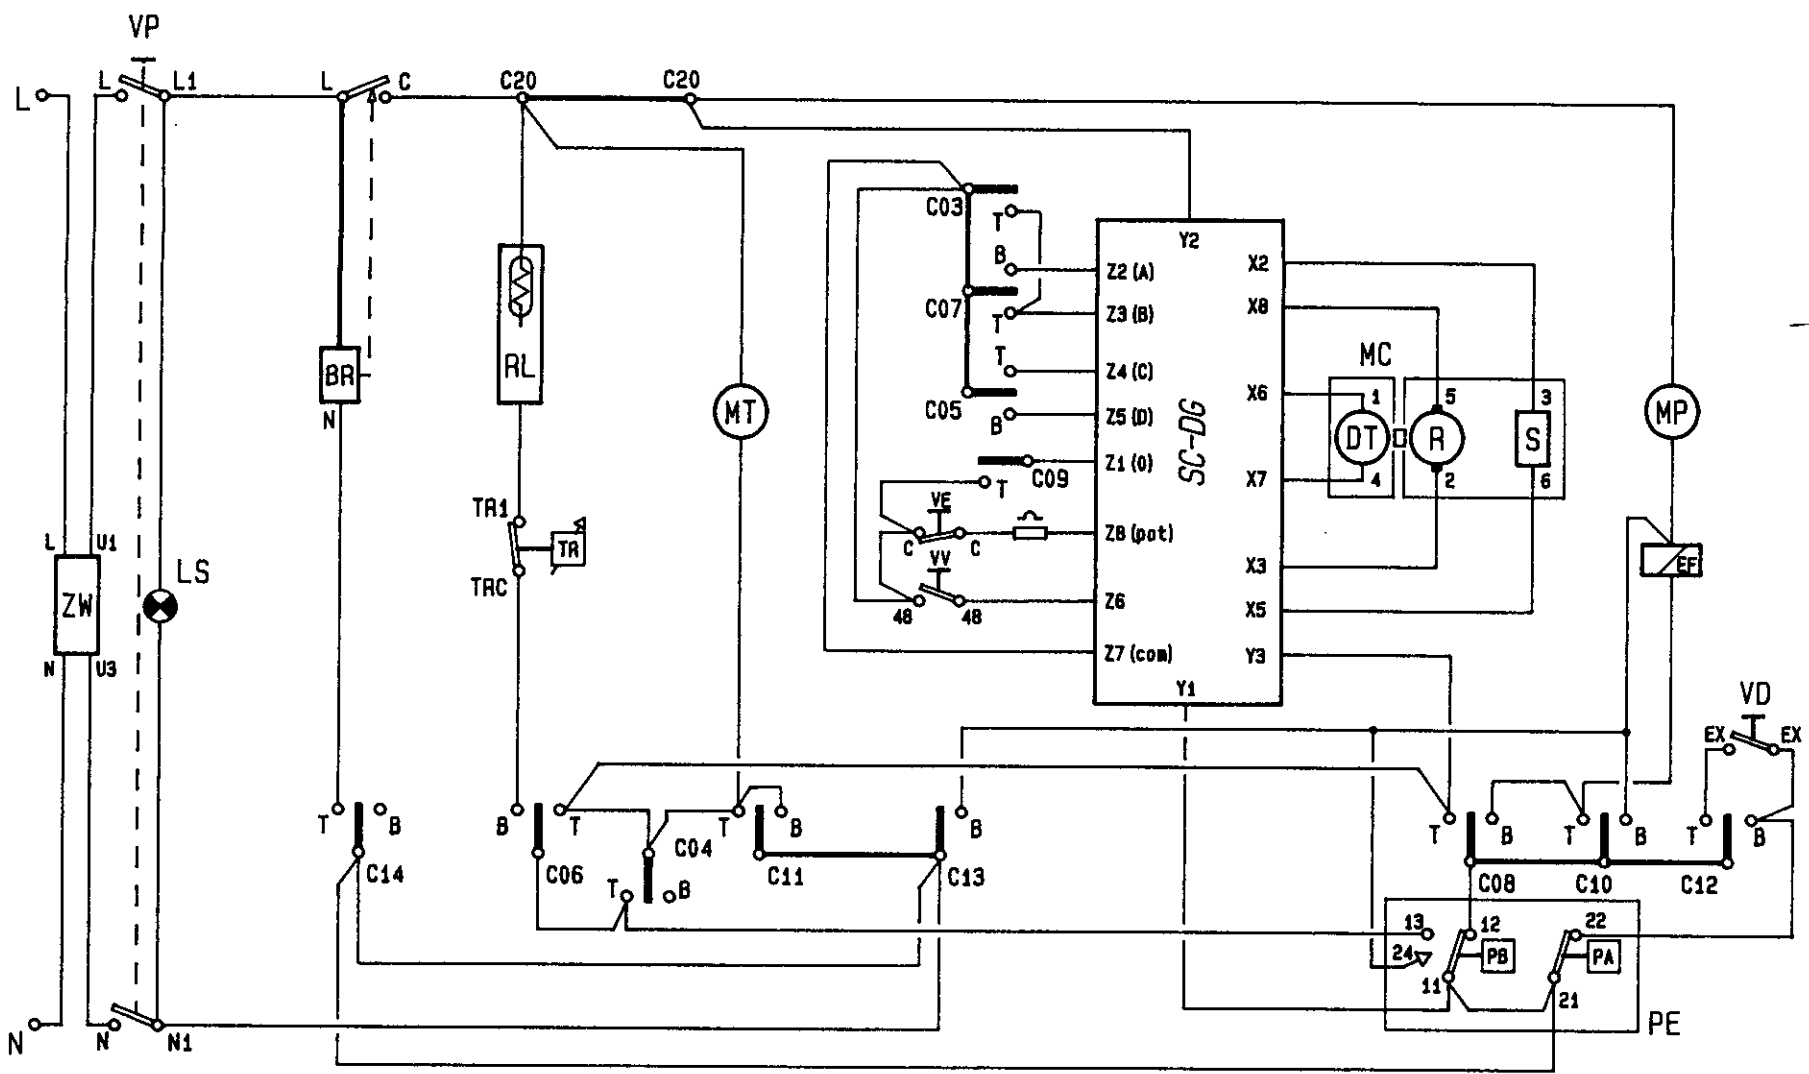 VP
L
L
L1
L
C
C20
C20
C03
T
B
Y2
Z2 (A)
X2
C07
T
Z3 (B)
X8
T
Z4 (C)
MC
BR
RL
MT
C05
B
Z5 (D)
SC-DG
X6
1
5
3
MP
N
DT
R
S
Z1 (0)
C09
T
X7
4
2
6
TR1
TR
VE
C
C
Z8 (pot)
VV
L
U1
LS
TRC
X3
EF
ZW
48
48
Z6
X5
N
U3
Z7 (com)
Y3
Y1
VD
EX
EX
T
B
B
T
T
B
B
T
B
T
B
T
B
C14
C06
C04
C11
C13
C08
C10
C12
T
B
13
12
22
24
PB
PA
11
21
N
N
N1
PE